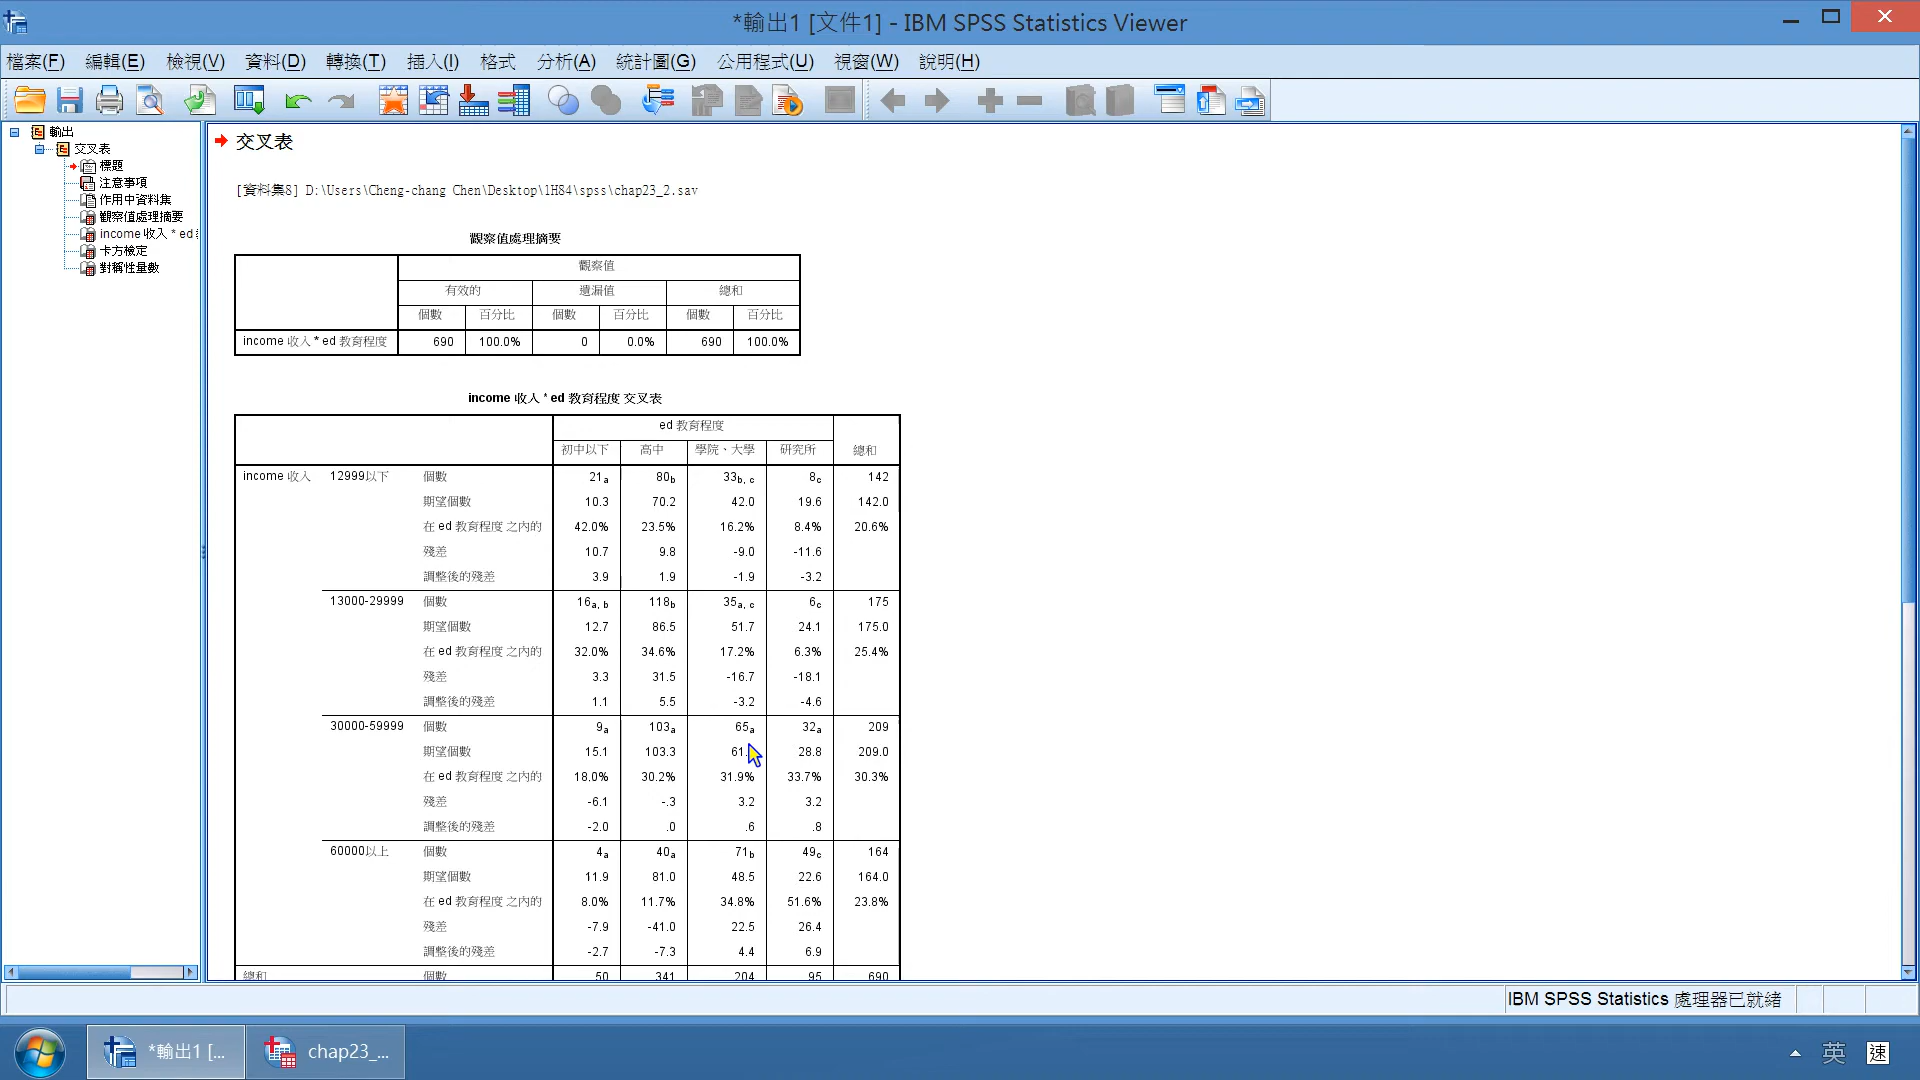 *輸出1 [文件1] - IBM SPSS Statistics Viewer
檔案(F) 編輯(E) 檢視(V) 資料(D) 轉換(T) 插入(I) 格式 分析(A) 統計圖(G) 公用程式(U) 視窗(W) 說明(H)
輸出
交叉表
標題
注意事項
作用中資料集
觀察值處理摘要
income 收入 * ed
卡方檢定
對稱性量數
交叉表
[資料集8] D:\Users\Cheng-chang Chen\Desktop\1H84\spss\chap23_2.sav
觀察值處理摘要
觀察值
有效的 遺漏值 總和
個數 百分比 個數 百分比 個數 百分比
income 收入 * ed 教育程度 690 100.0% 0 0.0% 690 100.0%
income 收入 * ed 教育程度 交叉表
ed 教育程度
初中以下 高中 學院、大學 研究所 總和
income 收入 12999以下 個數 21a 80b 33b, c 8c 142
期望個數 10.3 70.2 42.0 19.6 142.0
在 ed 教育程度 之內的 42.0% 23.5% 16.2% 8.4% 20.6%
殘差 10.7 9.8 -9.0 -11.6
調整後的殘差 3.9 1.9 -1.9 -3.2
13000-29999 個數 16a, b 118b 35a, c 6c 175
期望個數 12.7 86.5 51.7 24.1 175.0
在 ed 教育程度 之內的 32.0% 34.6% 17.2% 6.3% 25.4%
殘差 3.3 31.5 -16.7 -18.1
調整後的殘差 1.1 5.5 -3.2 -4.6
30000-59999 個數 9a 103a 65a 32a 209
期望個數 15.1 103.3 61. 28.8 209.0
在 ed 教育程度 之內的 18.0% 30.2% 31.9% 33.7% 30.3%
殘差 -6.1 -.3 3.2 3.2
調整後的殘差 -2.0 .0 .6 .8
60000以上 個數 4a 40a 71b 49c 164
期望個數 11.9 81.0 48.5 22.6 164.0
在 ed 教育程度 之內的 8.0% 11.7% 34.8% 51.6% 23.8%
殘差 -7.9 -41.0 22.5 26.4
調整後的殘差 -2.7 -7.3 4.4 6.9
總和 個數 50 341 204 95 690
IBM SPSS Statistics 處理器已就緒
*輸出1 [... chap23_... 英 速